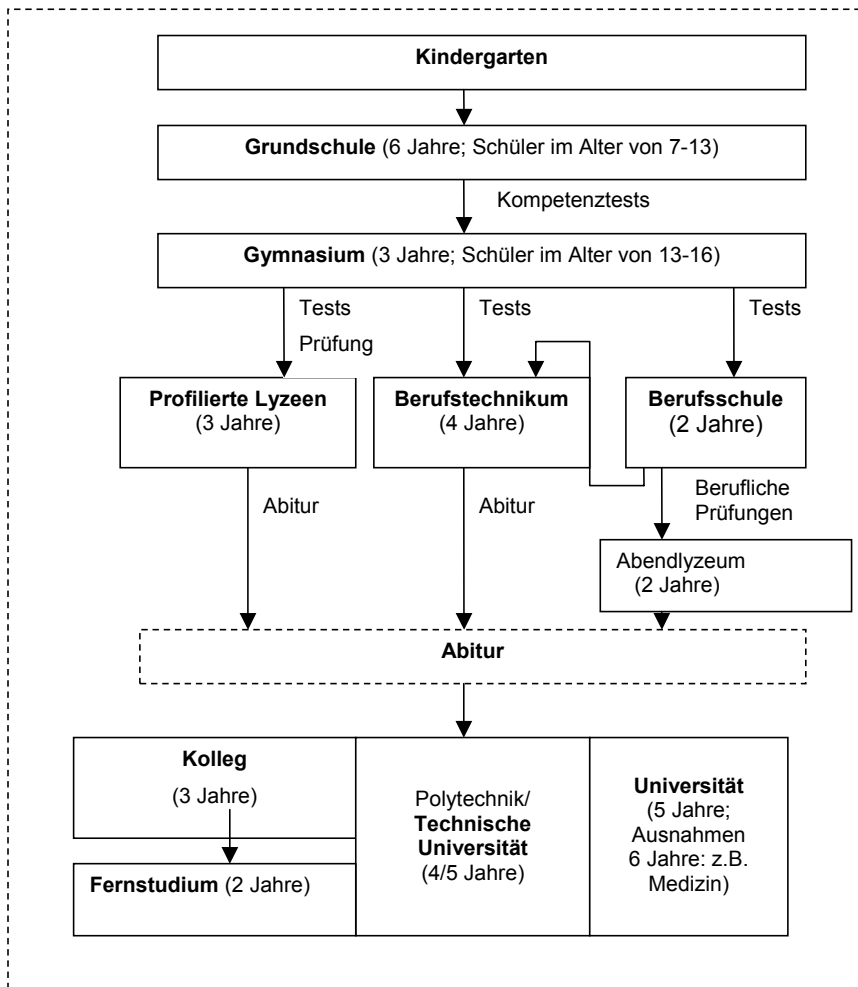 Kindergarten
Grundschule (6 Jahre; Schüler im Alter von 7-13)
Kompetenztests
Gymnasium (3 Jahre; Schüler im Alter von 13-16)
Tests
Prüfung
Tests
Tests
Profilierte Lyzeen
(3 Jahre)
Berufstechnikum
(4 Jahre)
Berufsschule
(2 Jahre)
Abitur
Abitur
Berufliche
Prüfungen
Abendlyzeum
(2 Jahre)
Abitur
Kolleg
(3 Jahre)
Fernstudium (2 Jahre)
Polytechnik/
Technische
Universität
(4/5 Jahre)
Universität
(5 Jahre;
Ausnahmen
6 Jahre: z.B.
Medizin)